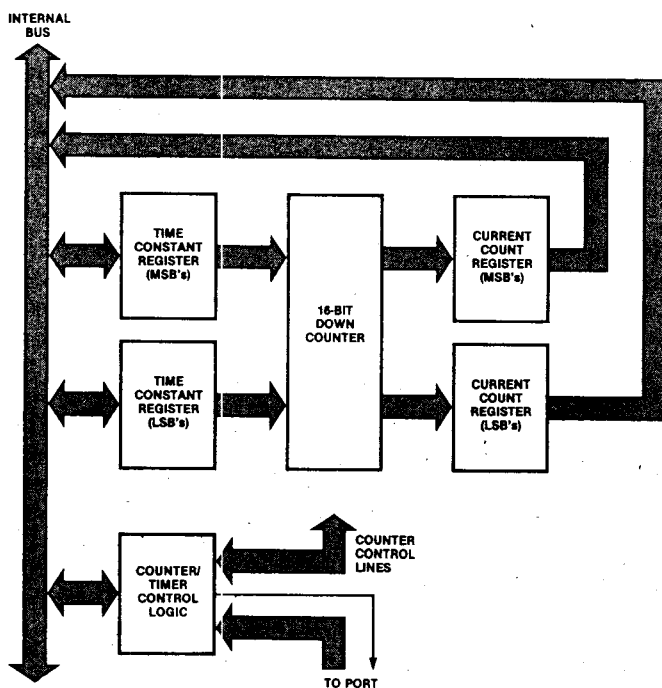 INTERNAL
BUS
TIME
CONSTANT
REGISTER
(MSB's)
16-BIT
DOWN
COUNTER
CURRENT
COUNT
REGISTER
(MSB's)
TIME
CONSTANT
REGISTER
(LSB's)
CURRENT
COUNT
REGISTER
(LSB's)
COUNTER/
TIMER
CONTROL
LOGIC
COUNTER
CONTROL
LINES
TO PORT